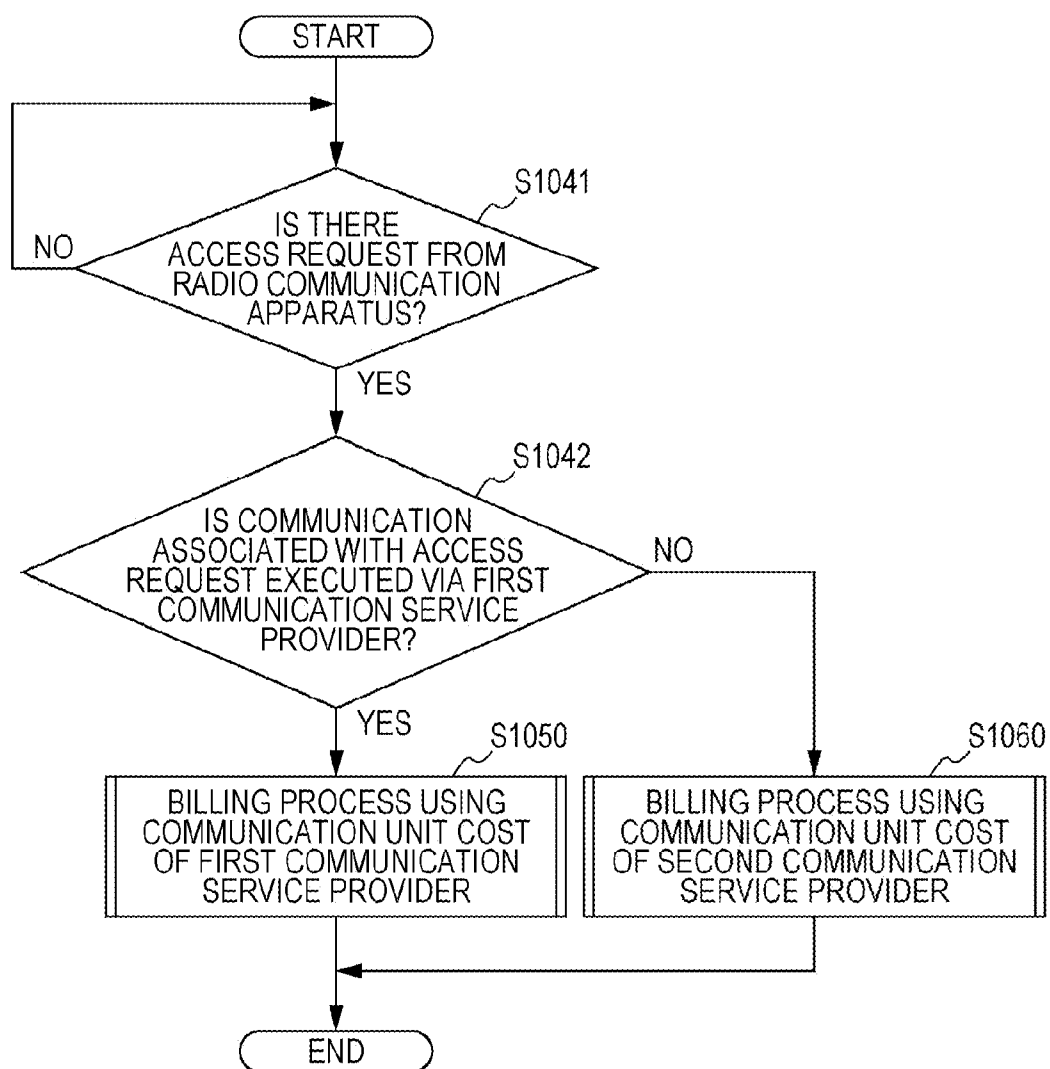 START
S1041
IS THERE
ACCESS REQUEST FROM
RADIO COMMUNICATION
APPARATUS?
NO
YES
S1042
IS COMMUNICATION
ASSOCIATED WITH ACCESS
REQUEST EXECUTED VIA FIRST
COMMUNICATION SERVICE
PROVIDER?
NO
YES
S1050
BILLING PROCESS USING
COMMUNICATION UNIT COST
OF FIRST COMMUNICATION
SERVICE PROVIDER
S1060
BILLING PROCESS USING
COMMUNICATION UNIT COST
OF SECOND COMMUNICATION
SERVICE PROVIDER
END